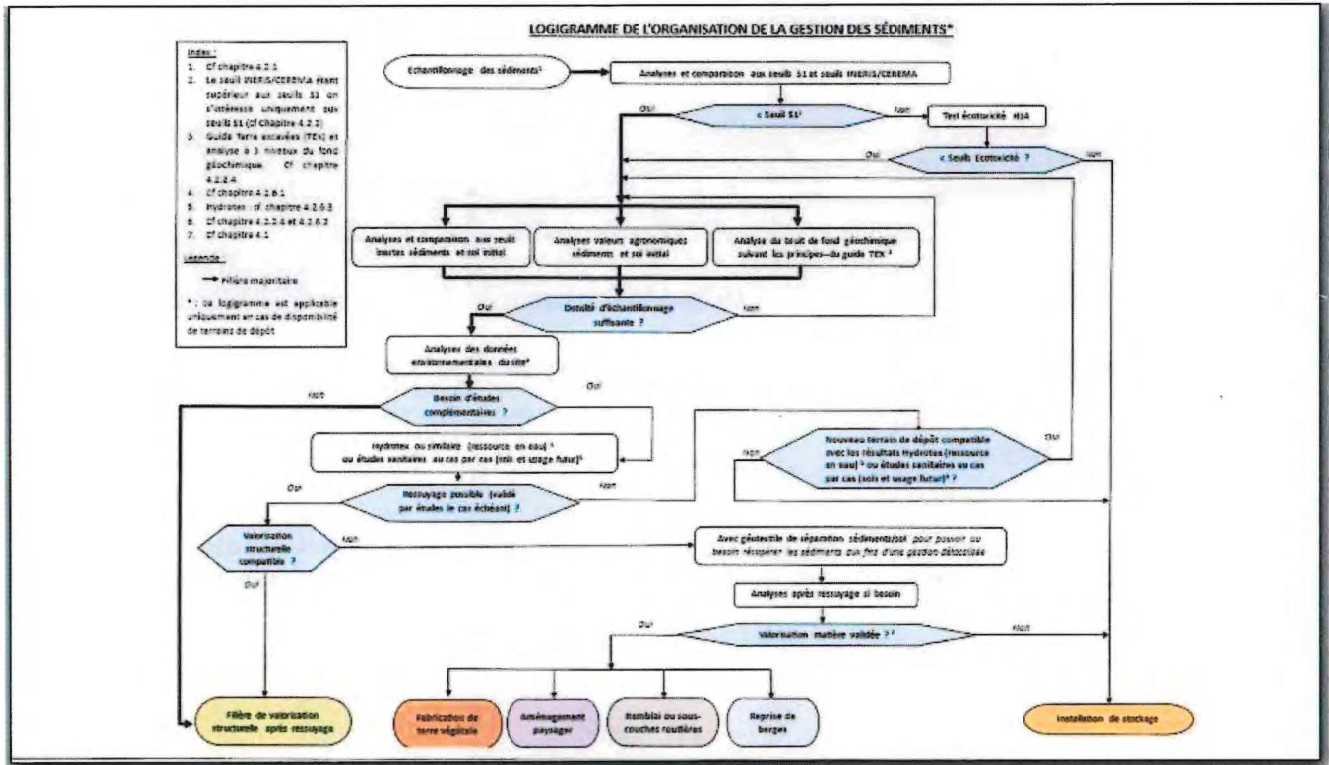 LOGIGRAMME DE L'ORGANISATION DE LA GESTION DES SÉDIMENTS*
Index :
1. Cf chapitre 4.2.1
2. Le seuil INERIS/CEREMA étant
supérieur aux seuils S1 on
s'intéresse uniquement aux
seuils S1 (cf Chapitre 4.2.3)
3. Guide Terre excavées (TEx) et
analyse à 3 niveaux du fond
géochimique. Cf chapitre
4.2.2.4
4. Cf chapitre 4.2.6.1
5. Hydrotex : cf chapitre 4.2.6.3
6. Cf chapitre 4.2.2.4 et 4.2.6.2
7. Cf chapitre 4.1
Légende :
Filière majoritaire
* : Le logigramme est applicable
uniquement en cas de disponibilité
de terrains de dépôt
Echantillonnage des sédiments¹
Analyses et comparaison aux seuils S1 et seuils INERIS/CEREMA
Oui
< Seuil S1²
Non
Test écotoxicité H14
Oui
< Seuils Ecotoxicité ?
Non
Analyses et comparaison aux seuil
inertes sédiments et sol initial
Analyses valeurs agronomiques
sédiments et sol initial
Analyse du bruit de fond géochimique
suivant les principes du guide TEX ³
Oui
Densité d'échantillonnage
suffisante ?
Non
Analyses des données
environnementales du site⁴
Non
Besoin d'études
complémentaires ?
Oui
Hydrotex ou similaire (ressource en eau) ⁵
ou études sanitaires au cas par cas (sols et usage futur)⁶
Nouveau terrain de dépôt compatible
avec les résultats Hydrotex (ressource
en eau) ⁵ ou études sanitaires au cas
par cas (sols et usage futur)⁶ ?
Oui
Non
Oui
Ressuyage possible (validé
par études le cas échéant) ?
Non
Valorisation
structurelle
compatible ?
Non
Oui
Avec géotextile de séparation sédiments/sol pour pouvoir au
besoin récupérer les sédiments aux fins d'une gestion délocalisée
Analyses après ressuyage si besoin
Oui
Valorisation matière validée ? ⁷
Non
Filière de valorisation
structurelle après ressuyage
Fabrication de
terre végétale
Aménagement
paysager
Remblai ou sous-
couches routières
Reprise de
berges
Installation de stockage